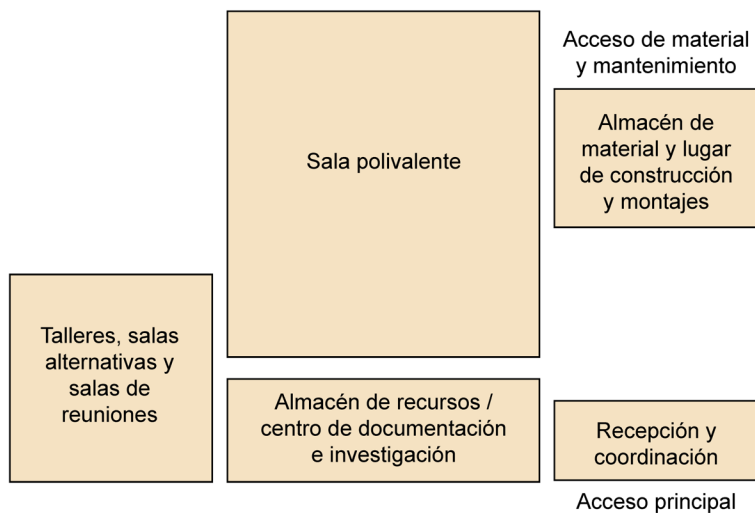 Acceso de material
y mantenimiento
Sala polivalente
Almacén de
material y lugar
de construcción
y montajes
Talleres, salas
alternativas y
salas de
reuniones
Almacén de recursos /
centro de documentación
e investigación
Recepción y
coordinación
Acceso principal